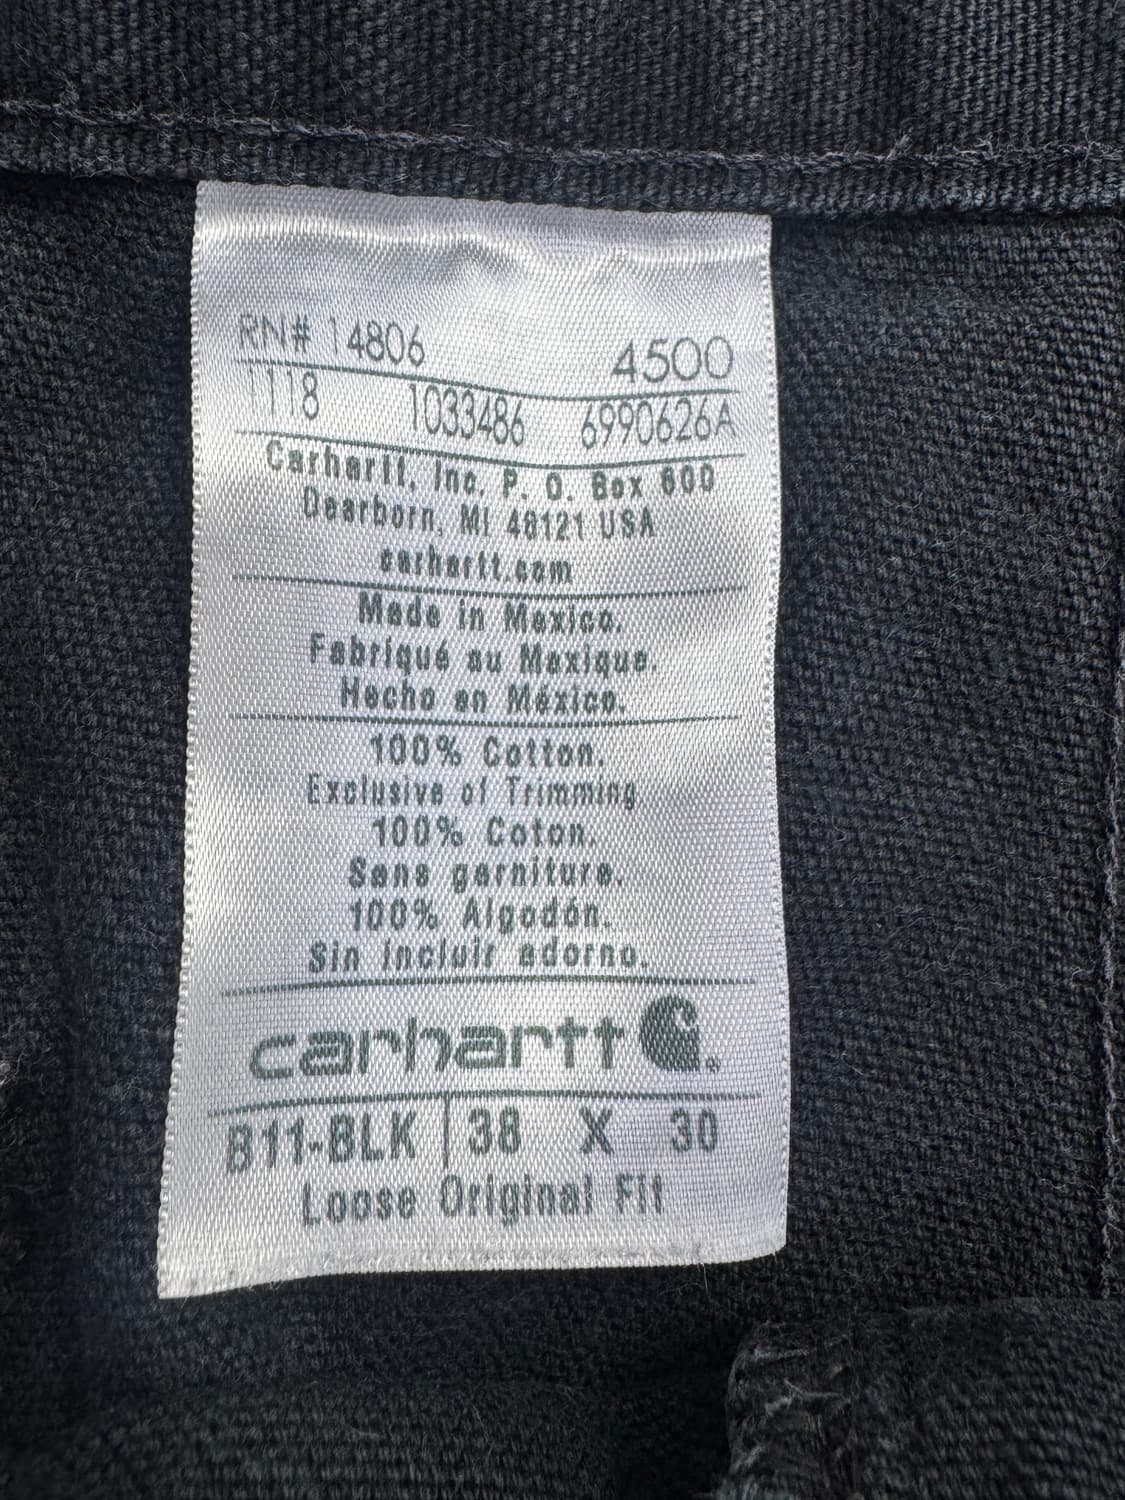 RN# 14806 4500
1118 1033486 6990626A
Carhartt, Inc. P. O. Box 600
Dearborn, MI 48121 USA
carhartt.com
Made in Mexico.
Fabriqué au Mexique.
Hecho en México.
100% Cotton.
Exclusive of Trimming
100% Coton.
Sans garniture.
100% Algodón.
Sin incluir adorno.
carhartt
B11-BLK | 38 X 30
Loose Original Fit